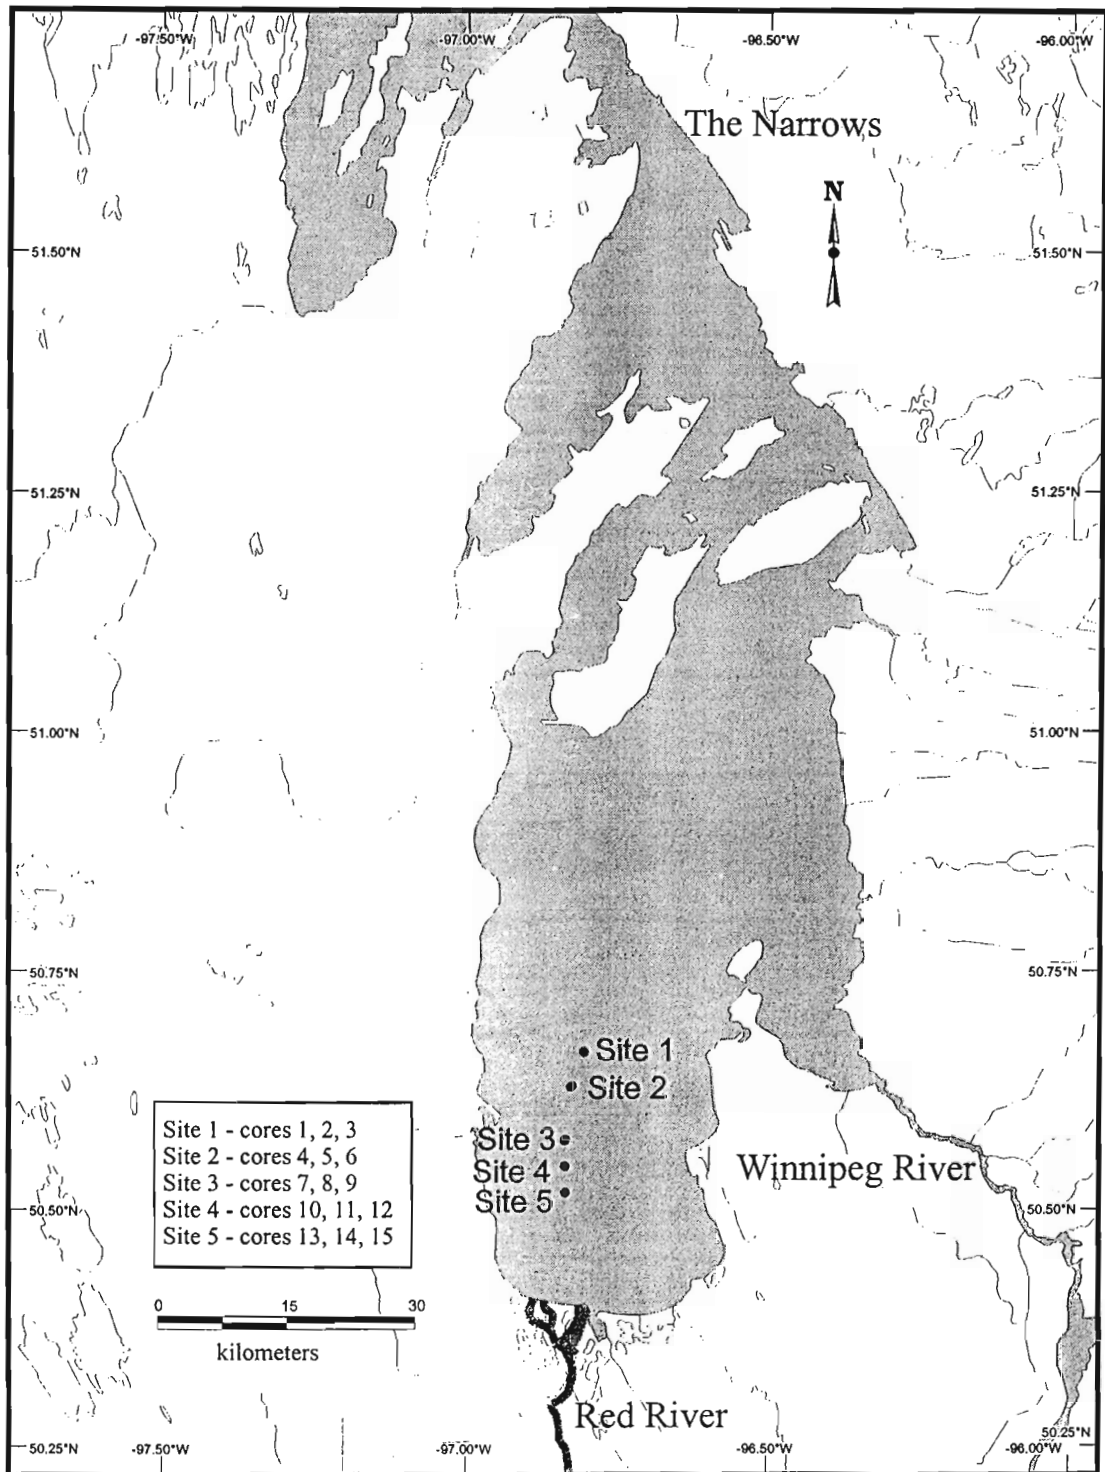 -97.50°W -97.00°W -96.50°W -96.00°W
The Narrows
N
51.50°N 51.50°N
51.25°N 51.25°N
51.00°N 51.00°N
50.75°N 50.75°N
Site 1
Site 2
Site 3
Site 4
Site 5
Winnipeg River
Site 1 - cores 1, 2, 3
Site 2 - cores 4, 5, 6
Site 3 - cores 7, 8, 9
Site 4 - cores 10, 11, 12
Site 5 - cores 13, 14, 15
50.50°N 50.50°N
0 15 30
kilometers
Red River
50.25°N 50.25°N
-97.50°W -97.00°W -96.50°W -96.00°W